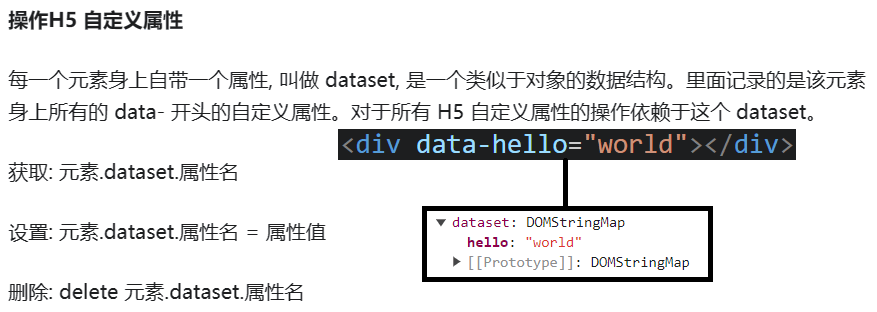 操作H5 自定义属性
每一个元素身上自带一个属性, 叫做 dataset, 是一个类似于对象的数据结构。里面记录的是该元素
身上所有的 data- 开头的自定义属性。对于所有 H5 自定义属性的操作依赖于这个 dataset。
<div data-hello="world"></div>
获取: 元素.dataset.属性名
设置: 元素.dataset.属性名 = 属性值
删除: delete 元素.dataset.属性名
▼ dataset: DOMStringMap
hello: "world"
▶ [[Prototype]]: DOMStringMap